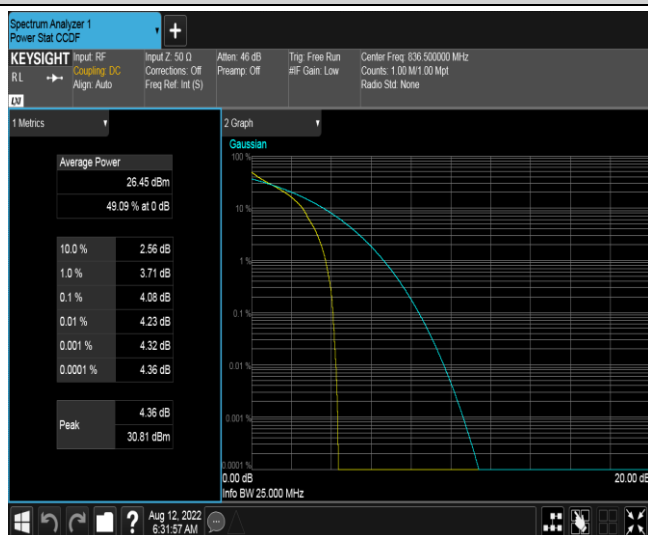 Spectrum Analyzer 1
Power Stat CCDF
KEYSIGHT
R L
LXI
Input: RF
Coupling: DC
Align: Auto
Input Z: 50 Ω
Corrections: Off
Freq Ref: Int (S)
Atten: 46 dB
Preamp: Off
Trig: Free Run
#IF Gain: Low
Center Freq: 836.500000 MHz
Counts: 1.00 M/1.00 Mpt
Radio Std: None
1 Metrics
Average Power
26.45 dBm
49.09 % at 0 dB
10.0 % 2.56 dB
1.0 % 3.71 dB
0.1 % 4.08 dB
0.01 % 4.23 dB
0.001 % 4.32 dB
0.0001 % 4.36 dB
Peak
4.36 dB
30.81 dBm
2 Graph
Gaussian
100 %
10 %
1 %
0.1 %
0.01 %
0.001 %
0.0001 %
0.00 dB 20.00 dB
Info BW 25.000 MHz
Aug 12, 2022
6:31:57 AM